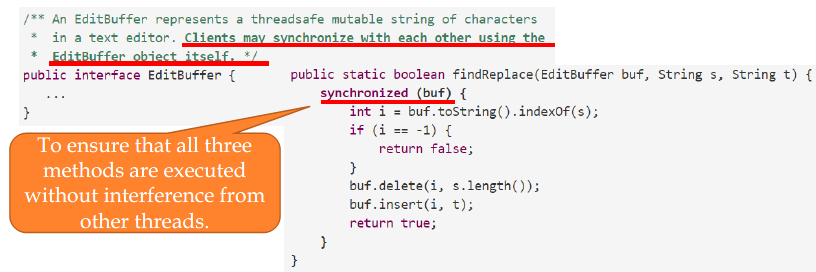 /** An EditBuffer represents a threadsafe mutable string of characters
 *  in a text editor. Clients may synchronize with each other using the
 *  EditBuffer object itself. */
public interface EditBuffer {
   ...
}
public static boolean findReplace(EditBuffer buf, String s, String t) {
    synchronized (buf) {
        int i = buf.toString().indexOf(s);
        if (i == -1) {
            return false;
        }
        buf.delete(i, s.length());
        buf.insert(i, t);
        return true;
    }
}
To ensure that all three
methods are executed
without interference from
other threads.